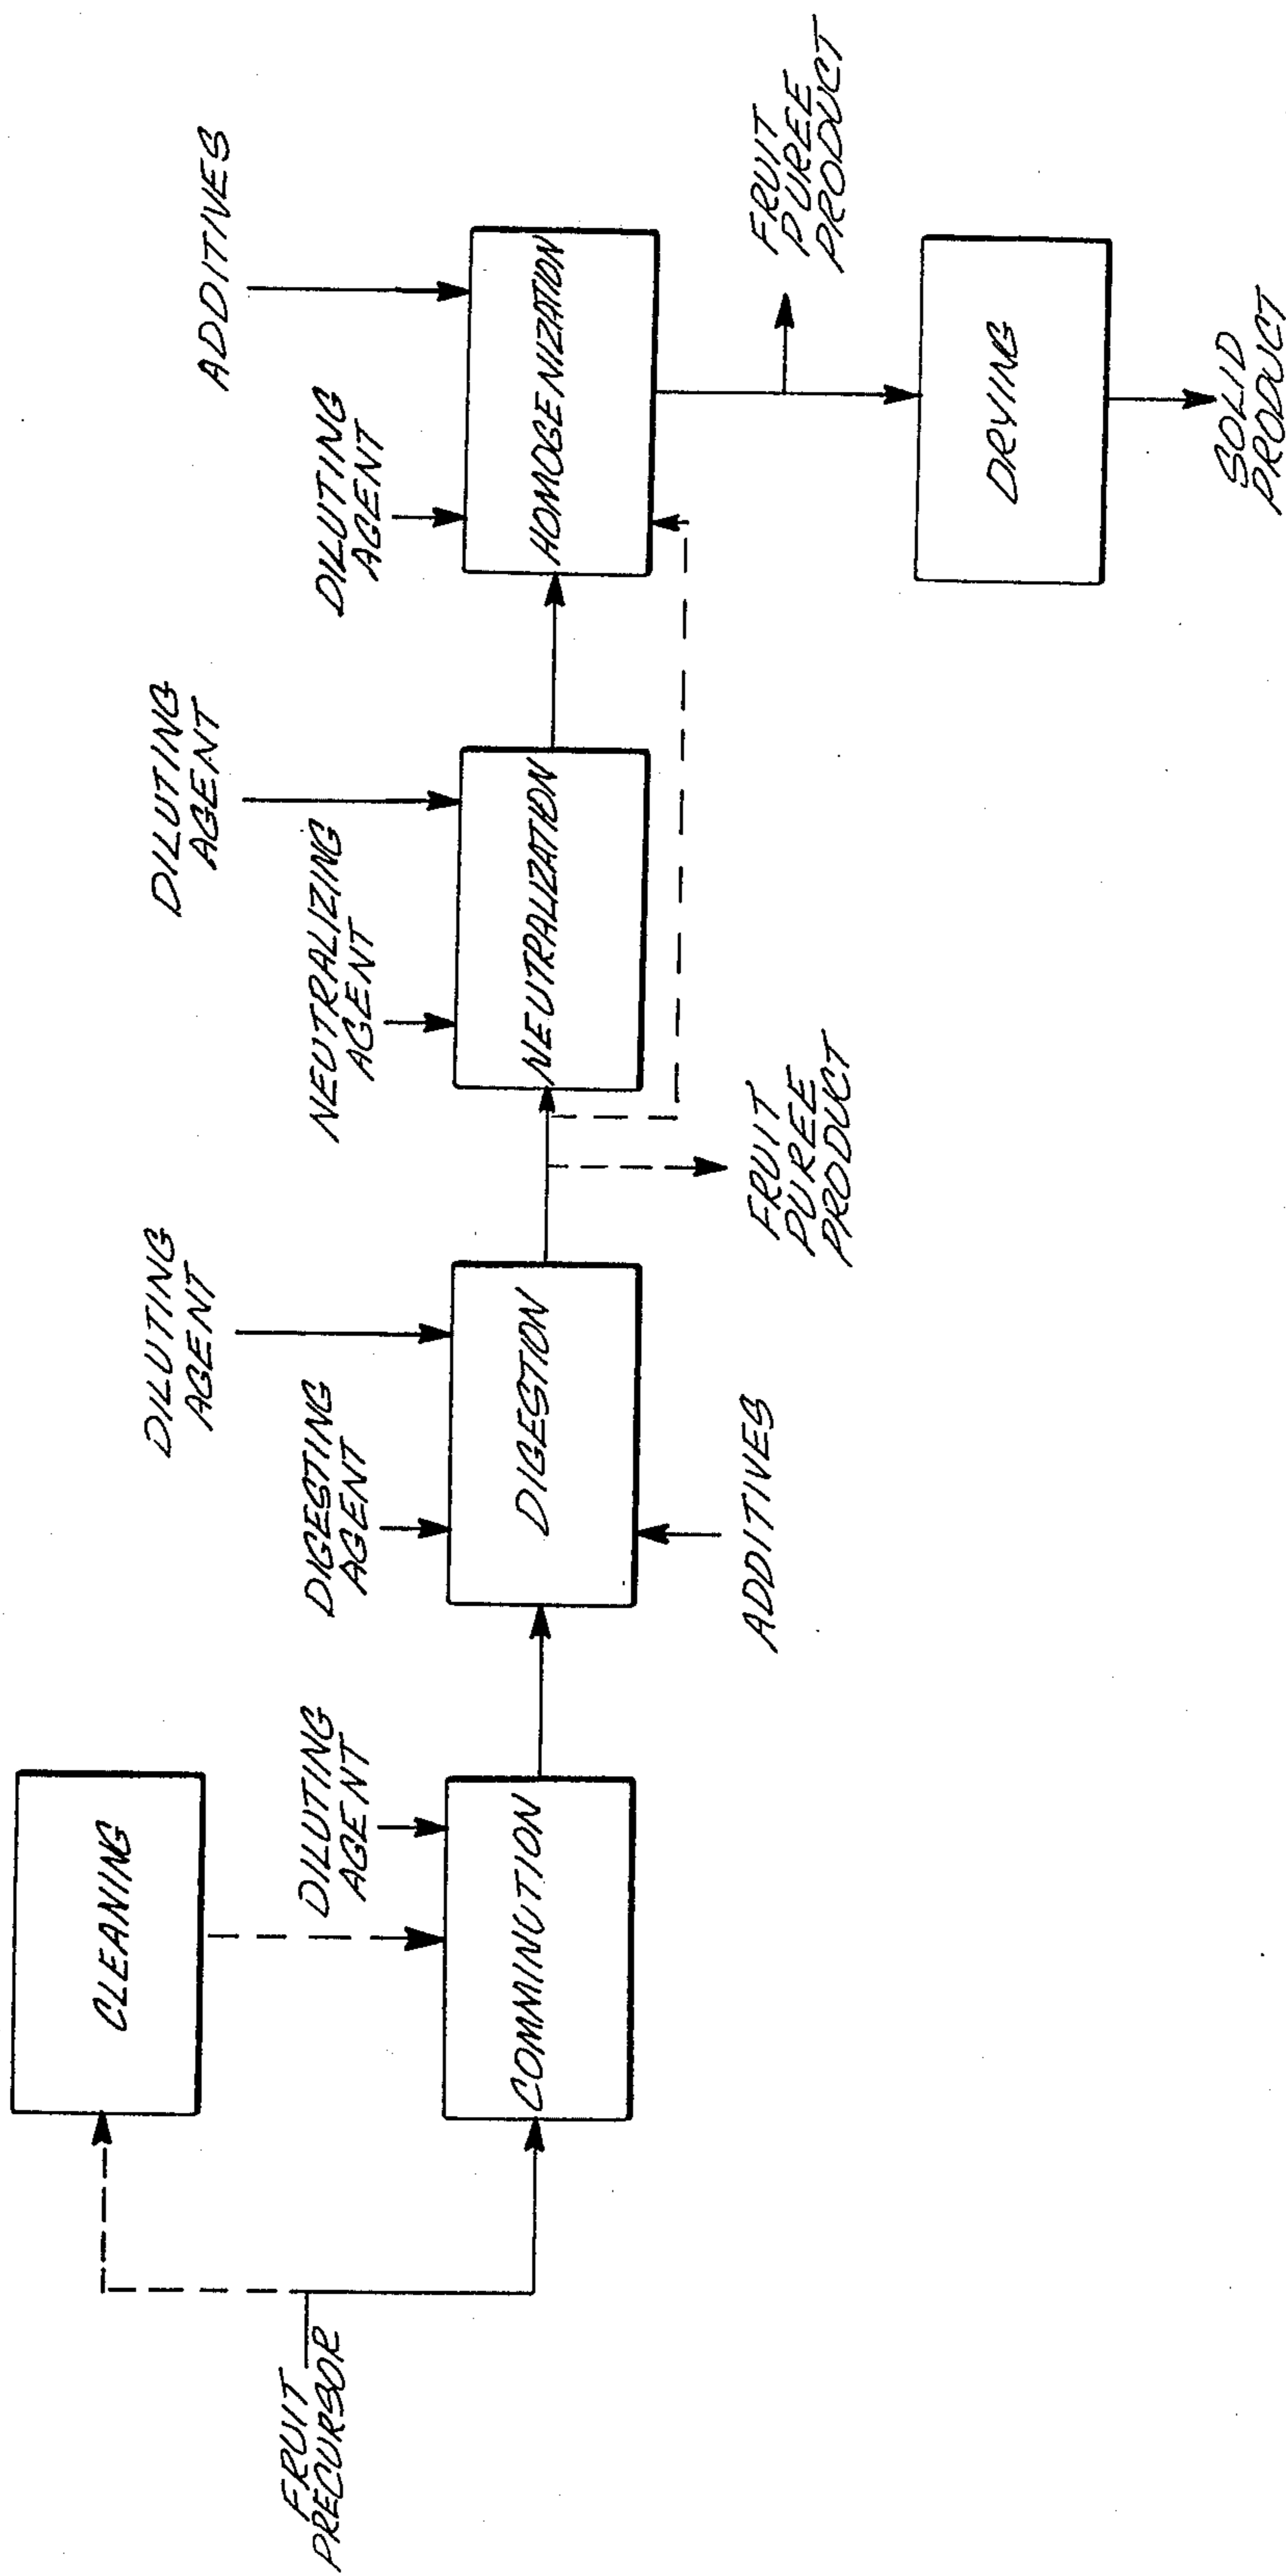 CLEANING
FRUIT
PRECURSOR
DILUTING
AGENT
COMMINUTION
DILUTING
AGENT
DIGESTING
AGENT
DIGESTION
ADDITIVES
FRUIT
PUREE
PRODUCT
DILUTING
AGENT
NEUTRALIZING
AGENT
NEUTRALIZATION
ADDITIVES
DILUTING
AGENT
HOMOGENIZATION
FRUIT
PUREE
PRODUCT
DRYING
SOLID
PRODUCT